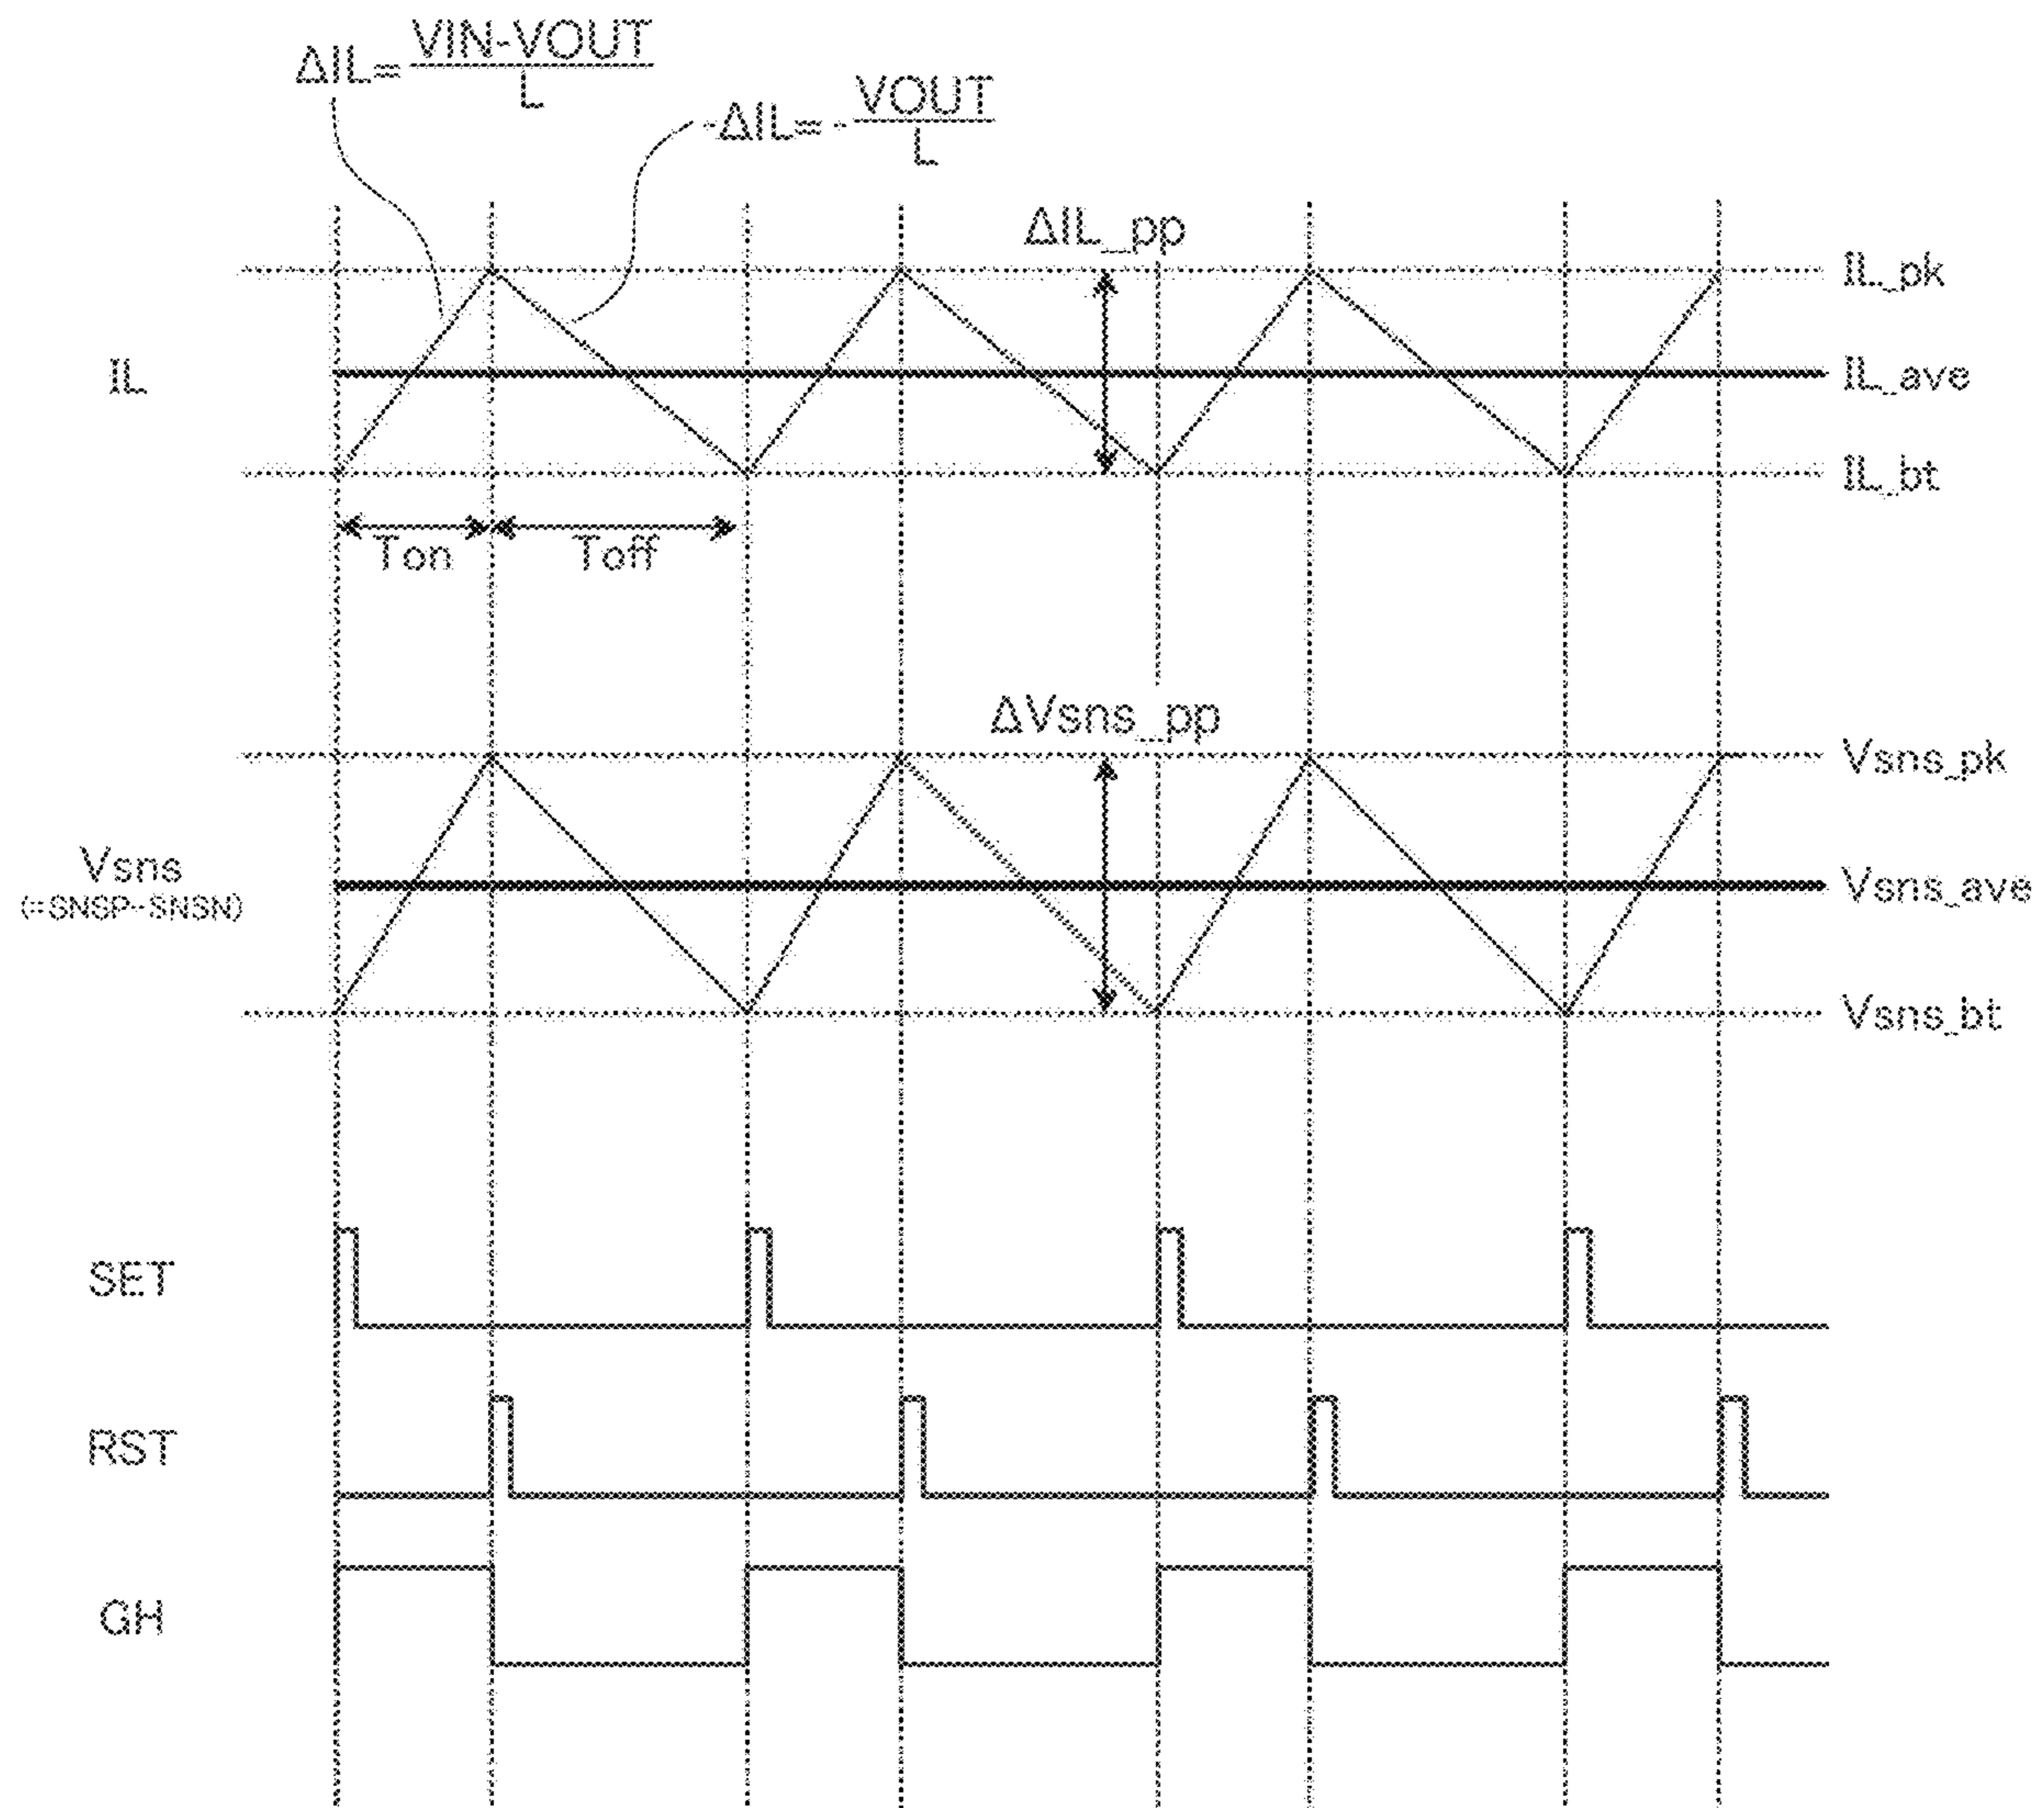 ΔIL=VIN-VOUT
L
-ΔIL=-VOUT
L
ΔIL_pp
IL_pk
IL
IL_ave
IL_bt
Ton
Toff
ΔVsns_pp
Vsns_pk
Vsns
(=SNSP-SNSN)
Vsns_ave
Vsns_bt
SET
RST
GH